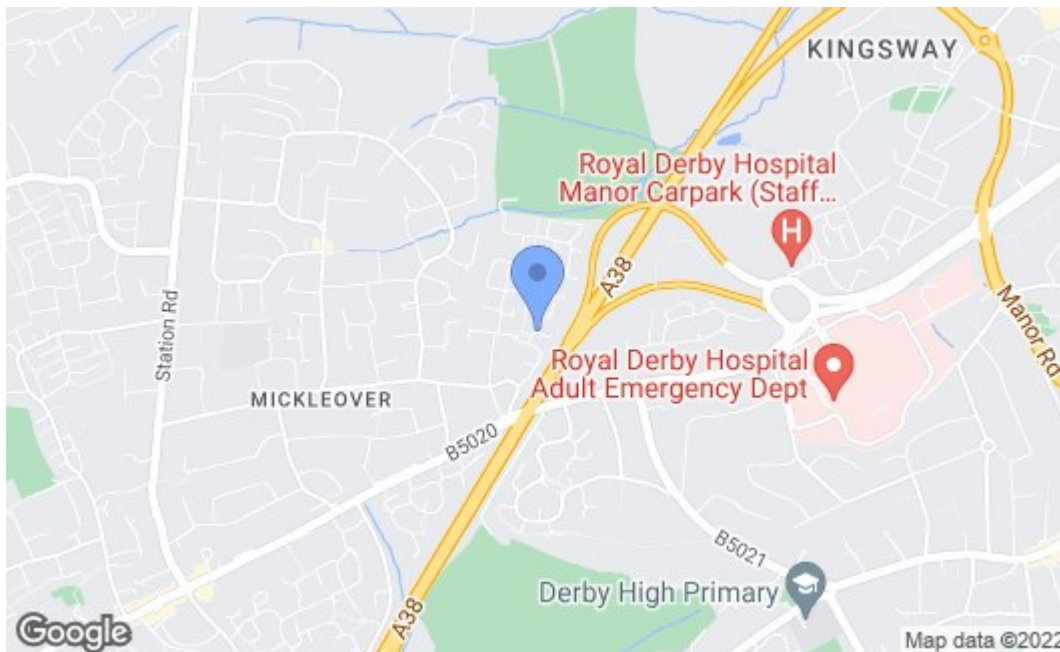 KINGSWAY
Royal Derby Hospital
Manor Carpark (Staff...
H
A38
Station Rd
Manor Rd
Royal Derby Hospital
Adult Emergency Dept
MICKLEOVER
B5020
B5021
Derby High Primary
A38
Google
Map data ©2022